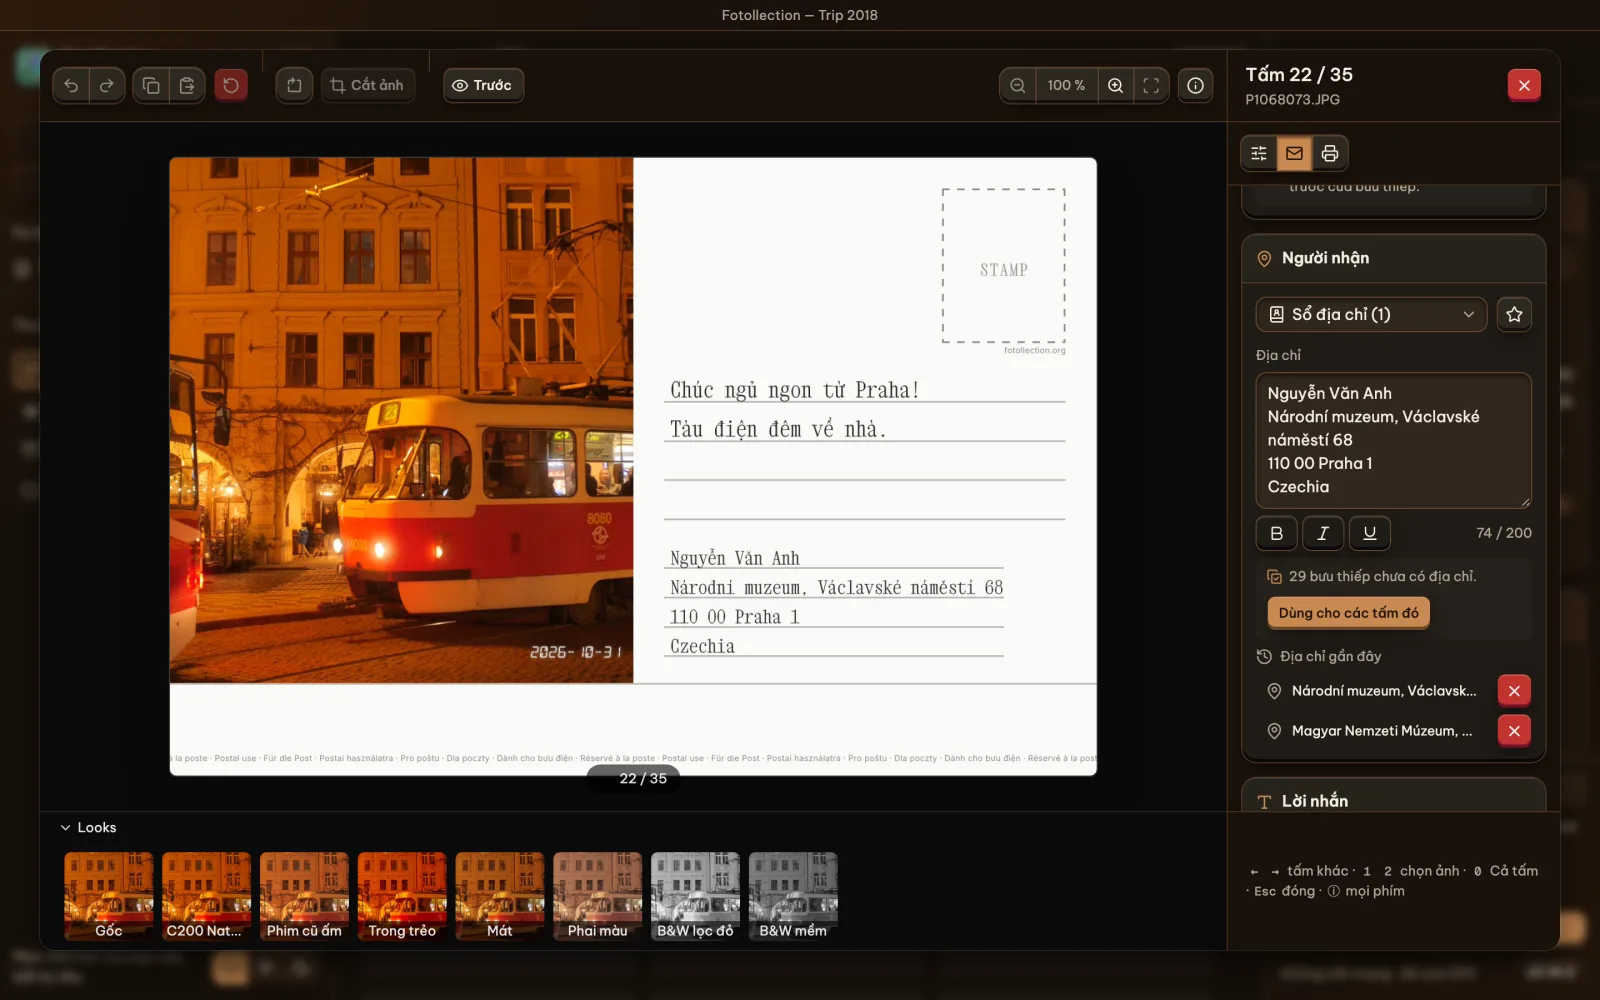 Fotollection — Trip 2018
Cắt ảnh
Trước
100 %
Tấm 22 / 35
P1068073.JPG
trước của bưu thiếp.
Người nhận
Sổ địa chỉ (1)
Địa chỉ
Nguyễn Văn Anh
Národní muzeum, Václavské
náměstí 68
110 00 Praha 1
Czechia
B I U
74 / 200
29 bưu thiếp chưa có địa chỉ.
Dùng cho các tấm đó
Địa chỉ gần đây
Národní muzeum, Václavsk...
Magyar Nemzeti Múzeum, ...
Lời nhắn
← → tấm khác · 1 2 chọn ảnh · 0 Cả tấm
· Esc đóng · ⓘ mọi phím
STAMP
fotollection.org
Chúc ngủ ngon từ Praha!
Tàu điện đêm về nhà.
Nguyễn Văn Anh
Národní muzeum, Václavské náměstí 68
110 00 Praha 1
Czechia
23
8080
8080
2026-10-31
à la poste · Postal use · Für die Post · Postai használatra · Pro poštu · Dla poczty · Dành cho bưu điện · Réservé à la poste · Postal use · Für die Post · Postai használatra · Pro poštu · Dla poczty · Dành cho bưu điện · Réservé à la post
22 / 35
Looks
Gốc
C200 Nat...
Phim cũ ấm
Trong trẻo
Mát
Phai màu
B&W lọc đỏ
B&W mềm